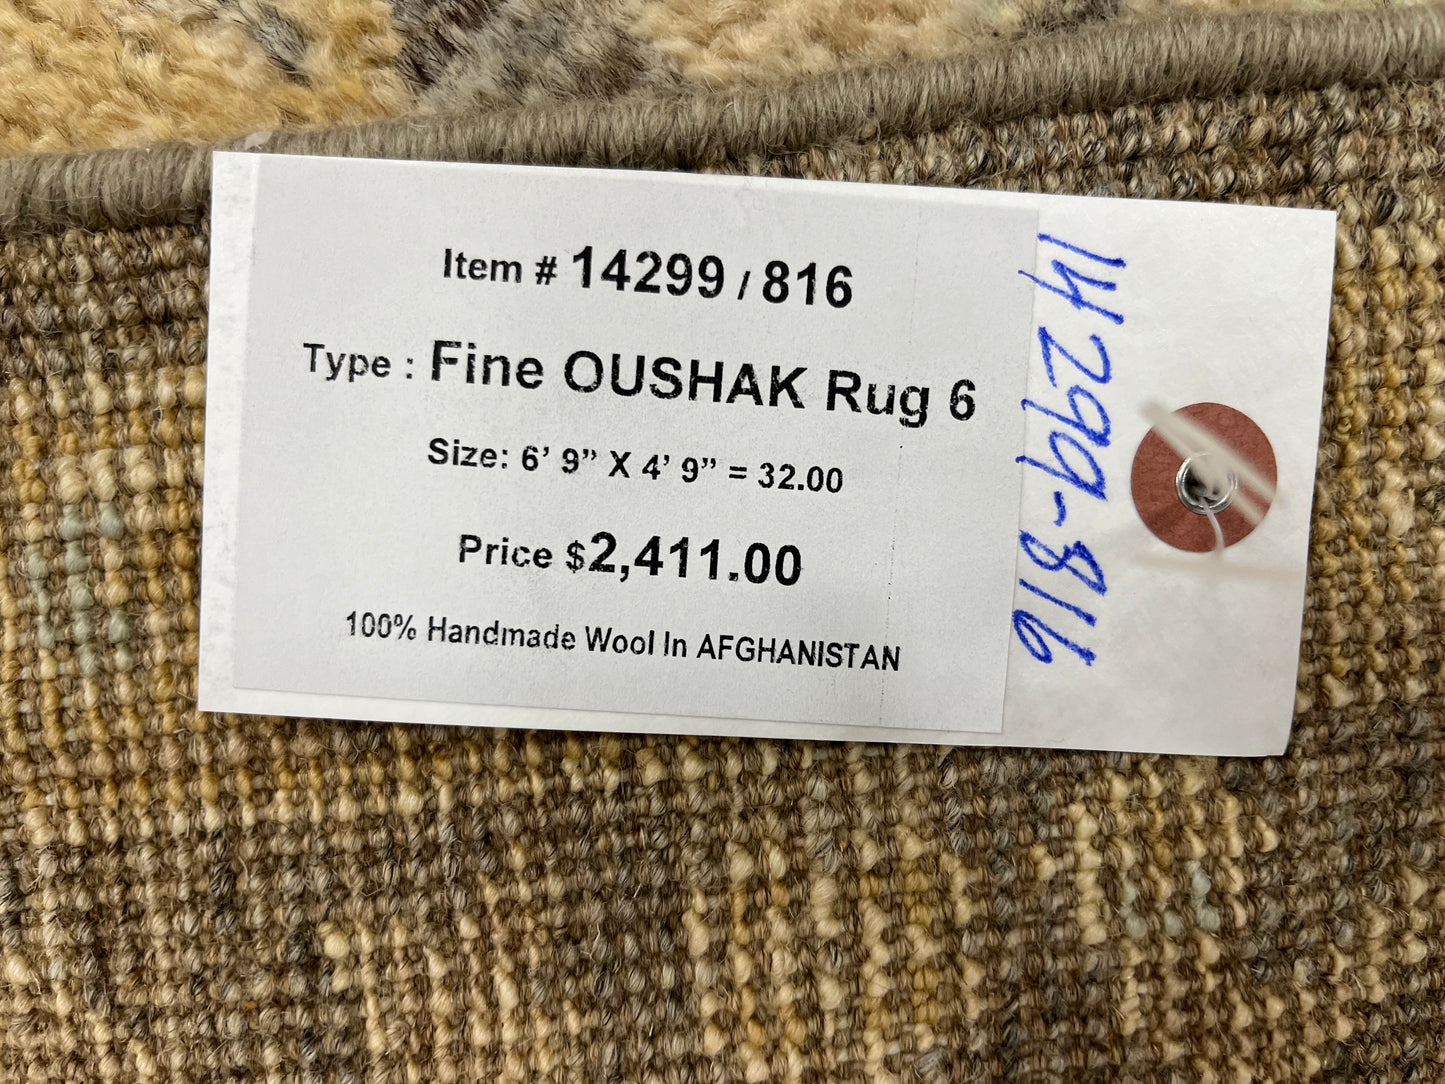 Item # 14299 / 816
Type : Fine OUSHAK Rug 6
Size: 6’ 9” X 4’ 9” = 32.00
Price $2,411.00
100% Handmade Wool In AFGHANISTAN
14299-816